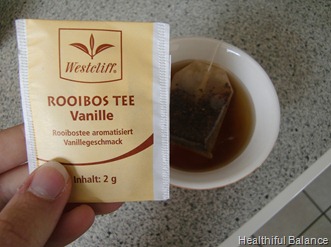 Westcliff®
ROOIBOS TEE
Vanille
Rooibostee aromatisiert
Vanillegeschmack
Inhalt: 2 g
Healthiful Balance